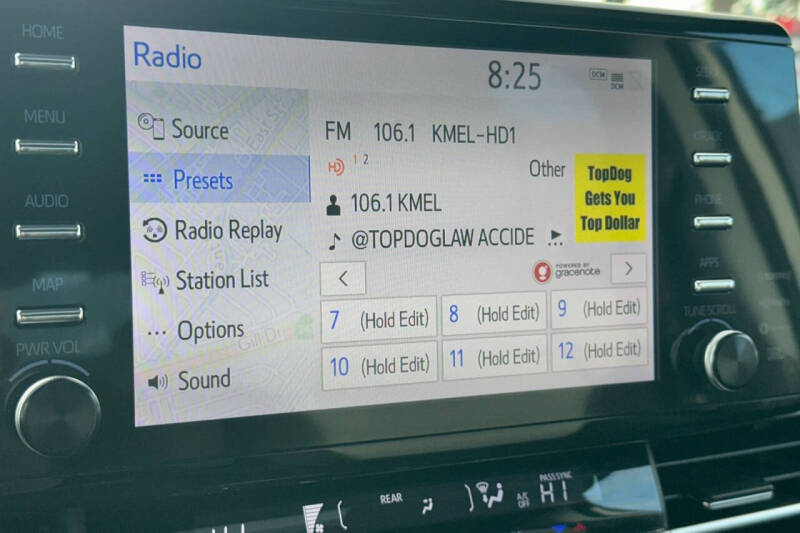 HOME
MENU
AUDIO
MAP
PWR VOL
Radio
8:25
DCM
DCM
Source
Presets
Radio Replay
Station List
Options
Sound
FM 106.1 KMEL-HD1
HD 1 2
Other
106.1 KMEL
@TOPDOGLAW ACCIDE
TopDog
Gets You
Top Dollar
POWERED BY
gracenote
7 (Hold Edit)
8 (Hold Edit)
9 (Hold Edit)
10 (Hold Edit)
11 (Hold Edit)
12 (Hold Edit)
Gill Dr
PHONE
APPS
TUNE SCROLL
REAR
A/C
OFF
PASS SYNC
HI